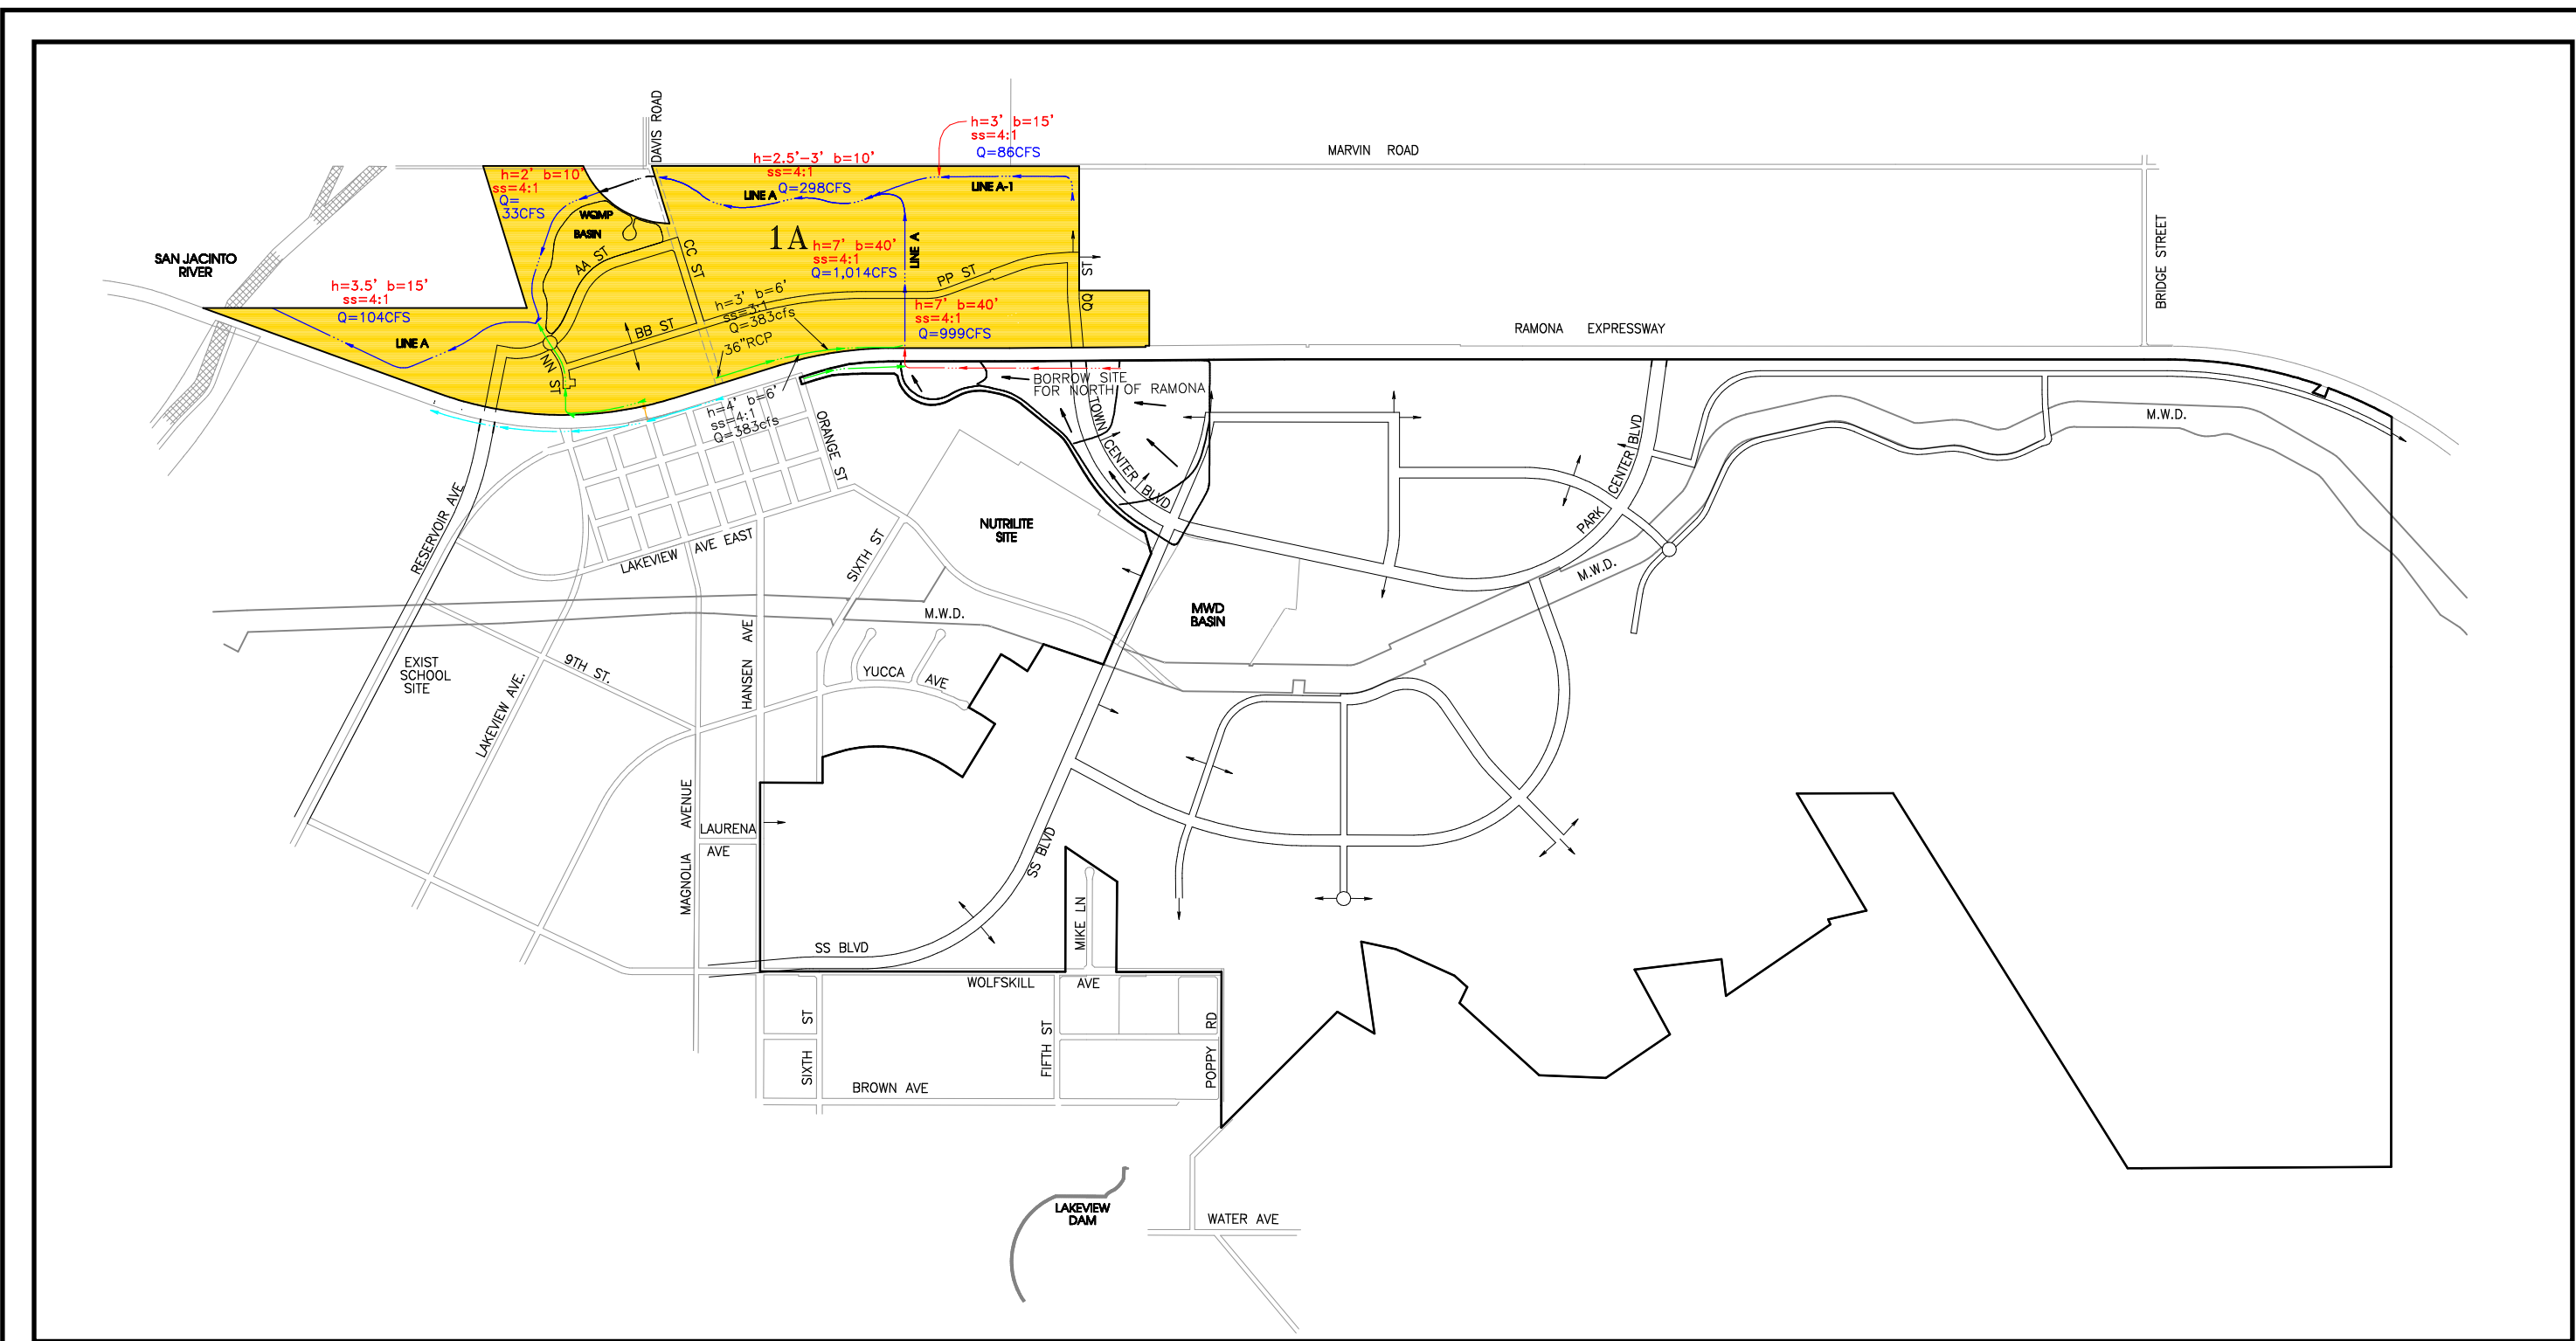 DAVIS ROAD
h=3' b=15'
ss=4:1
Q=86CFS
MARVIN ROAD
h=2.5'-3' b=10'
ss=4:1
Q=298CFS
LINE A
LINE A-1
h=2' b=10'
ss=4:1
Q=
33CFS
WQMP
BASIN
1A
h=7' b=40'
ss=4:1
Q=1,014CFS
LINE A
AA ST
CC ST
PP ST
QQ ST
BRIDGE STREET
SAN JACINTO
RIVER
h=3.5' b=15'
ss=4:1
Q=104CFS
LINE A
h=3' b=6'
ss=3:1
Q=383cfs
h=7' b=40'
ss=4:1
Q=999CFS
BB ST
36"RCP
NN ST
RAMONA EXPRESSWAY
BORROW SITE
FOR NORTH OF RAMONA
h=4' b=6'
ss=4:1
Q=383cfs
ORANGE ST
TOWN CENTER BLVD
PARK CENTER BLVD
M.W.D.
RESERVOIR AVE
LAKEVIEW AVE EAST
SIXTH ST
NUTRILITE
SITE
M.W.D.
M.W.D.
MWD
BASIN
EXIST
SCHOOL
SITE
9TH ST.
LAKEVIEW AVE.
HANSEN AVE
YUCCA AVE
MAGNOLIA AVENUE
LAURENA
AVE
SS BLVD
SS BLVD
MIKE LN
WOLFSKILL AVE
SIXTH ST
FIFTH ST
POPPY RD
BROWN AVE
LAKEVIEW
DAM
WATER AVE